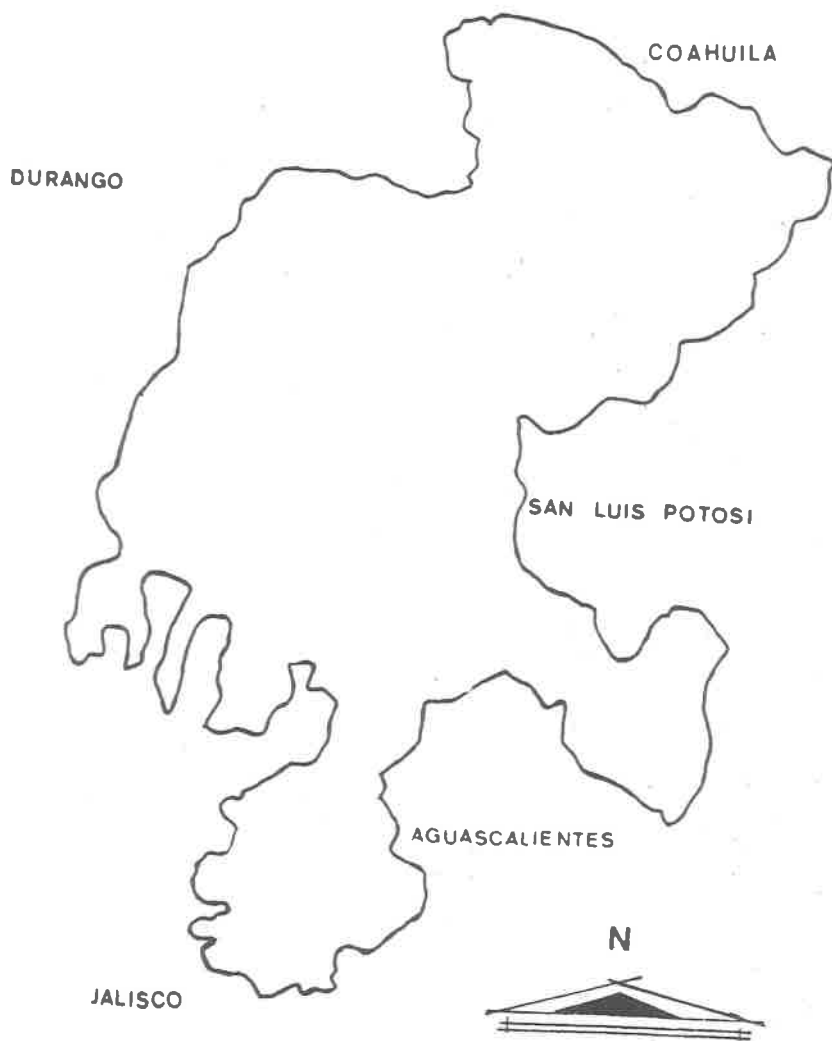 COAHUILA
DURANGO
SAN LUIS POTOSI
AGUASCALIENTES
N
JALISCO